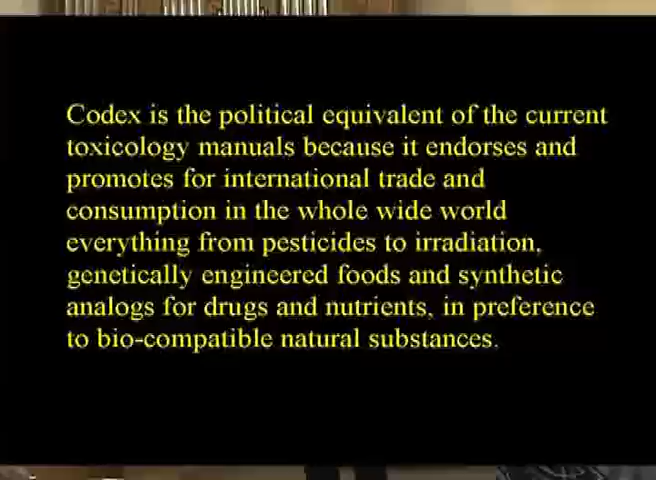 Codex is the political equivalent of the current
toxicology manuals because it endorses and
promotes for international trade and
consumption in the whole wide world
everything from pesticides to irradiation,
genetically engineered foods and synthetic
analogs for drugs and nutrients, in preference
to bio-compatible natural substances.